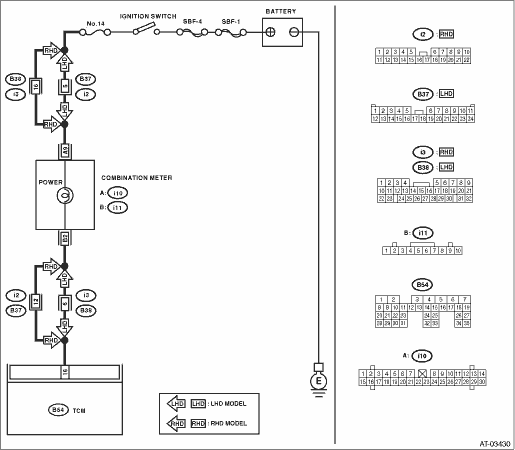 BATTERY
IGNITION SWITCH
No.14
SBF-4
SBF-1
RHD
LHD
B38
i3
16
5
B37
i2
LHD
RHD
A9
POWER
COMBINATION METER
A: i10
B: i11
B2
RHD
LHD
i2
B37
12
6
i3
B38
LHD
RHD
16
B54
TCM
E
LHD LHD : LHD MODEL
RHD RHD : RHD MODEL
i2 : RHD
1 2 3 4 5 6 7 8 9 10
11 12 13 14 15 16 17 18 19 20 21 22
B37 : LHD
1 2 3 4 5 6 7 8 9 10 11
12 13 14 15 16 17 18 19 20 21 22 23 24
i3 : RHD
B38 : LHD
1 2 3 4 5 6 7 8 9
10 11 12 13 14 15 16 17 18 19 20 21 22
23 24 25 26 27 28 29 30 31 32
B: i11
1 2 3 4 5 6 7 8 9 10
B54
1 2 3 4 5 6 7
8 9 10 11 12 13 14 15 16 17 18 19
20 21 22 23 24 25 26 27
28 29 30 31 32 33 34 35
A: i10
1 2 3 4 5 6 7 8 9 10 11 12 13 14
15 16 17 18 19 20 21 22 23 24 25 26 27 28 29 30
AT-03430